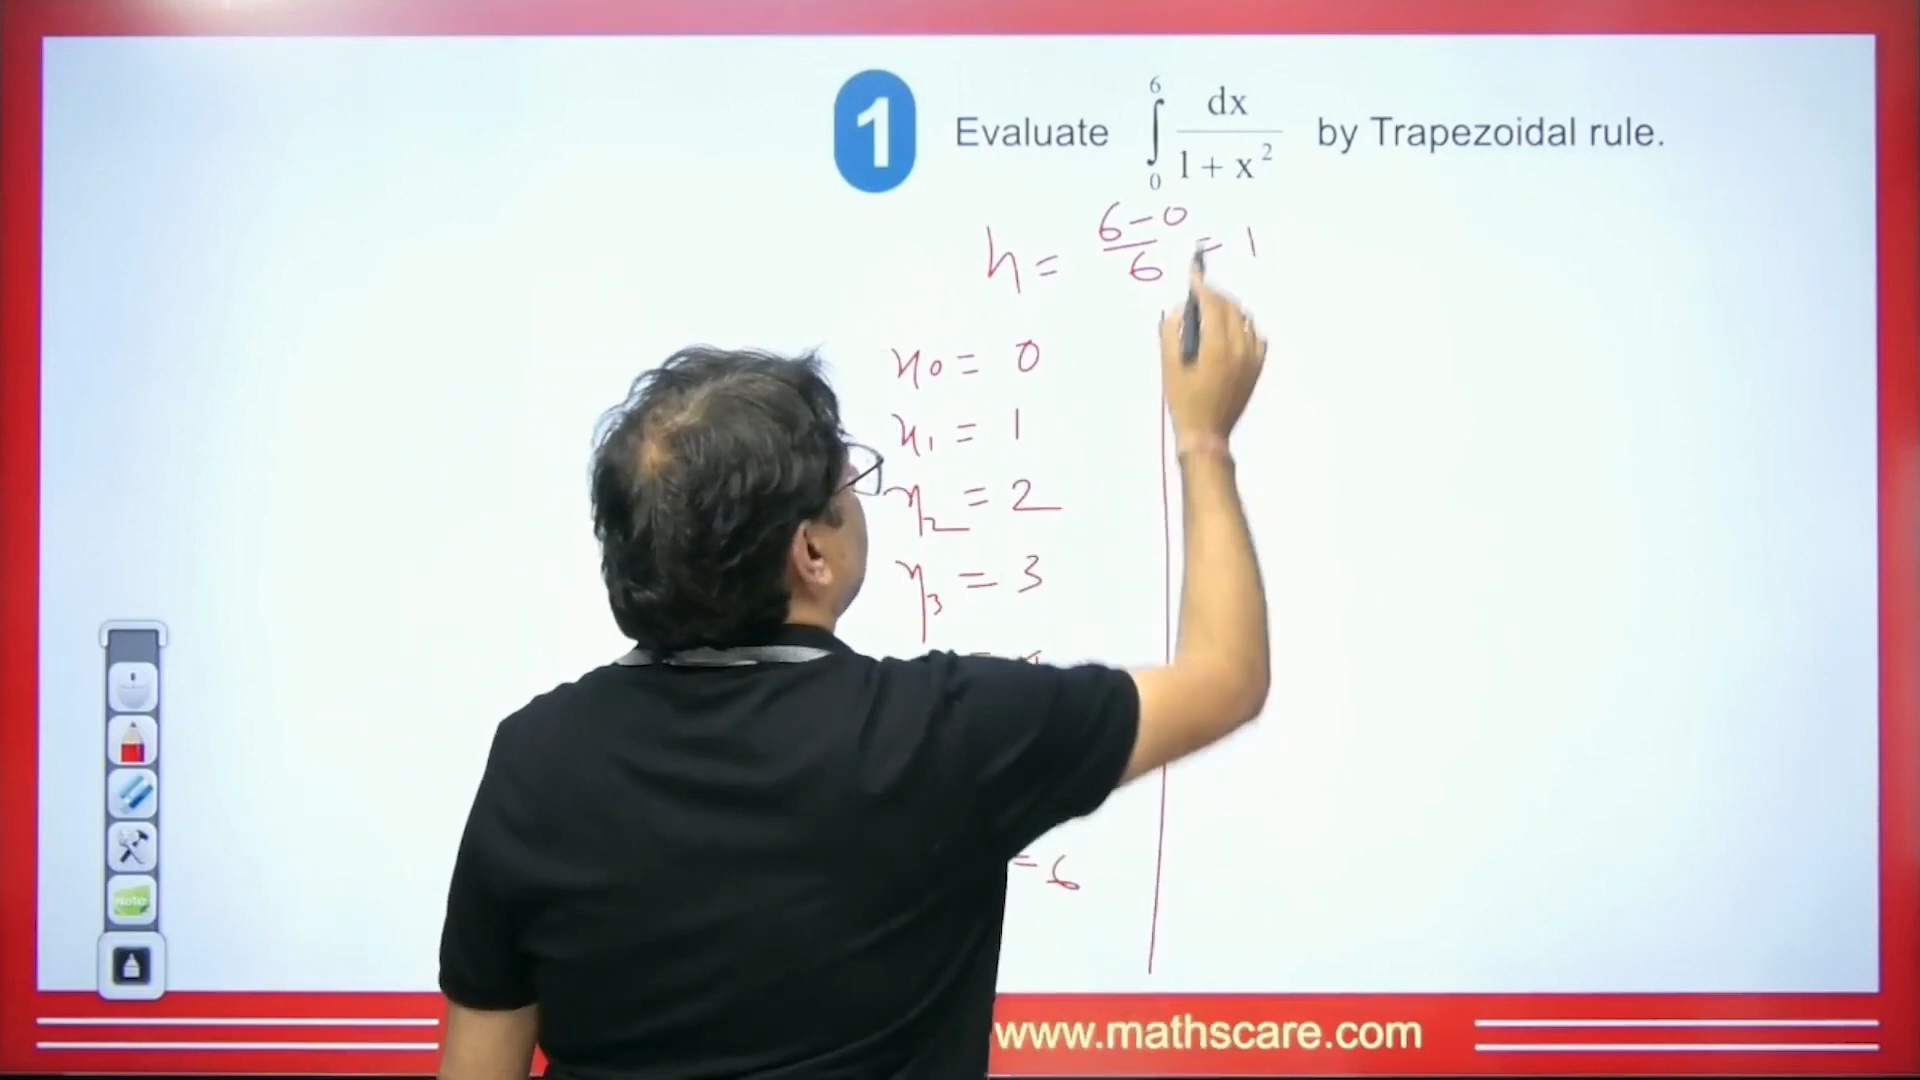 1 Evaluate ∫₀⁶ dx/(1 + x²) by Trapezoidal rule.
h = (6-0)/6 = 1
x₀ = 0
x₁ = 1
x₂ = 2
x₃ = 3
= 6
Note
www.mathscare.com